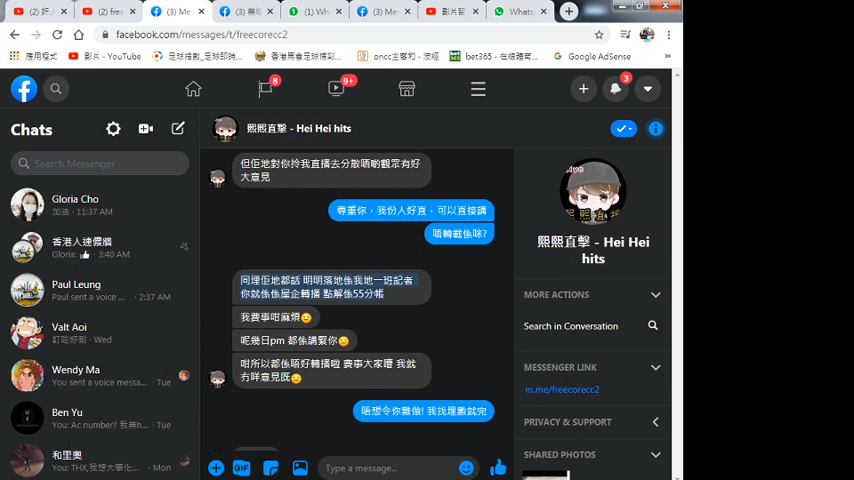 (2) 好人
(2) free
(3) Me
(3) 無眠
(1) Wh
(3) Me
影片管
Whats
facebook.com/messages/t/freecorecc2
應用程式
影片 - YouTube
足球指數_足球即時...
香港馬會足球博彩...
oncc主客和 - 波經
bet365 - 在線體育...
Google AdSense
8
9+
3
Chats
熙熙直擊 - Hei Hei hits
Search Messenger
Gloria Cho
加油 · 11:37 AM
香港人連儂牆
Gloria: 👍 · 3:40 AM
Paul Leung
Paul sent a voice ... · 2:37 AM
Valt Aoi
訂咗好耐 · Wed
Wendy Ma
You sent a voice messa... · Tue
Ben Yu
You: Ac number? 我無h... · Tue
和里奧
You: THX,我想大事化... · Mon
但佢地對你拎我直播去分散唔啲觀眾有好
大意見
尊重你，我份人好直，可以直接講
唔轉載係咪?
同埋佢地都話 明明落地係我地一班記者
你就係係屋企轉播 點解係55分帳
我費事咁麻煩😊
呢幾日pm 都係講緊你😊
咁所以都係唔好轉播啦 費事大家嘈 我就
冇咩意見既😊
唔想令你難做! 我找埋數就完
Type a message...
GIF
熙熙直擊 - Hei Hei
hits
MORE ACTIONS
Search in Conversation
MESSENGER LINK
m.me/freecorecc2
PRIVACY & SUPPORT
SHARED PHOTOS